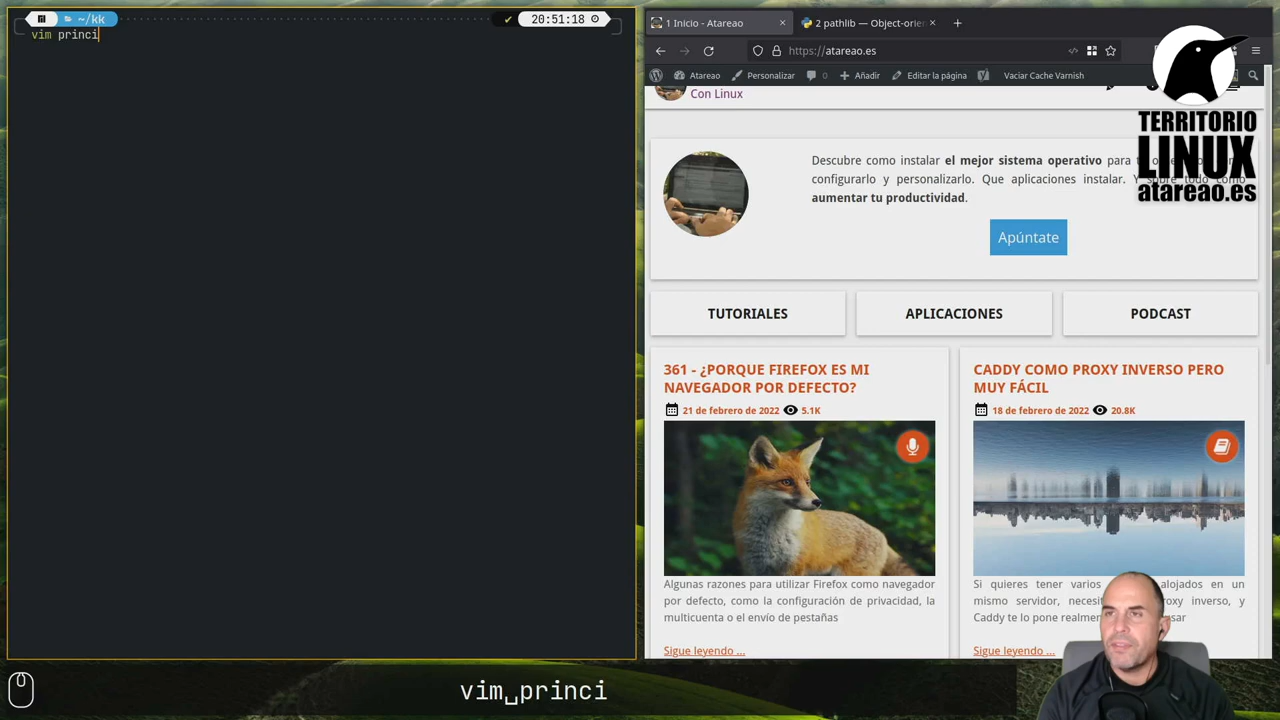 ~/kk
✔
20:51:18
vim princi
1 Inicio - Atareao
2 pathlib — Object-orie
https://atareao.es
Atareao
Personalizar
0
Añadir
Editar la página
Vaciar Cache Varnish
Con Linux
TERRITORIO
LINUX
atareao.es
Descubre como instalar el mejor sistema operativo para
configurarlo y personalizarlo. Que aplicaciones instalar. Y sobre todo como
aumentar tu productividad.
Apúntate
TUTORIALES
APLICACIONES
PODCAST
361 - ¿PORQUE FIREFOX ES MI
NAVEGADOR POR DEFECTO?
21 de febrero de 2022
5.1K
Algunas razones para utilizar Firefox como navegador
por defecto, como la configuración de privacidad, la
multicuenta o el envío de pestañas
Sigue leyendo ...
CADDY COMO PROXY INVERSO PERO
MUY FÁCIL
18 de febrero de 2022
20.8K
Si quieres tener varios alojados en un
mismo servidor, inverso, y
Caddy te lo pone
Sigue leyendo ...
vim␣princi